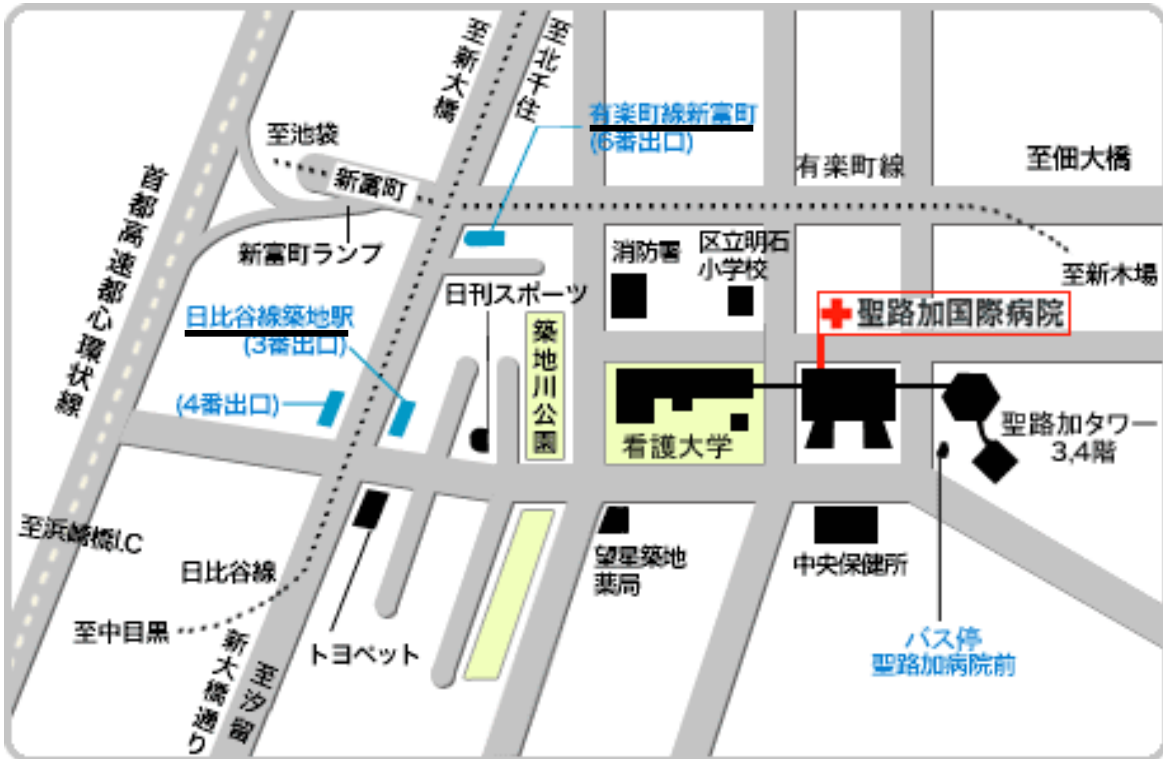 至新大橋
至北千住
有楽町線新富町
(6番出口)
至池袋
新富町
有楽町線
至佃大橋
首都高速都心環状線
新富町ランプ
消防署
区立明石
小学校
至新木場
日刊スポーツ
日比谷線築地駅
(3番出口)
(4番出口)
築地川公園
聖路加国際病院
看護大学
聖路加タワー
3,4階
至浜崎橋I.C
日比谷線
望星築地
薬局
中央保健所
至中目黒
トヨペット
バス停
聖路加病院前
新大橋通り
至汐留